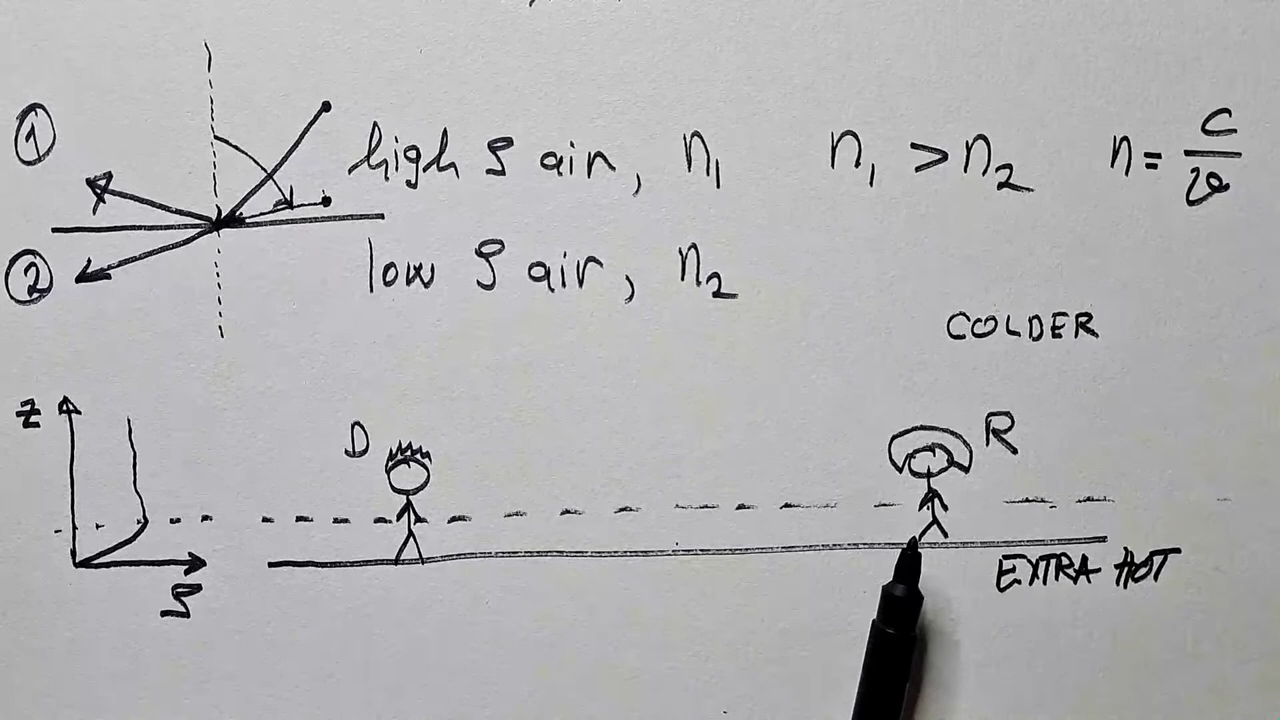 ①
high ρ air, n₁ n₁ > n₂ n = c/v
②
low ρ air, n₂
COLDER
z
D
R
ρ
EXTRA HOT